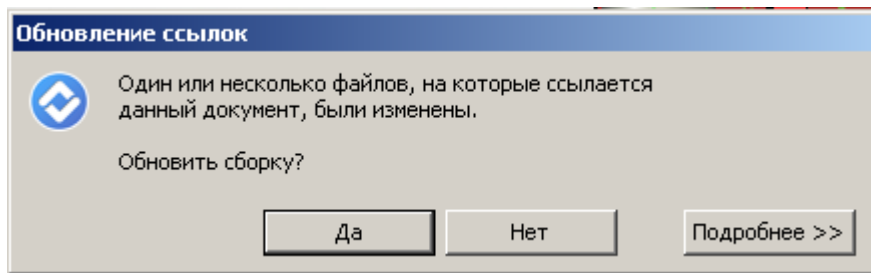 Обновление ссылок
Один или несколько файлов, на которые ссылается
данный документ, были изменены.
Обновить сборку?
Да
Нет
Подробнее >>